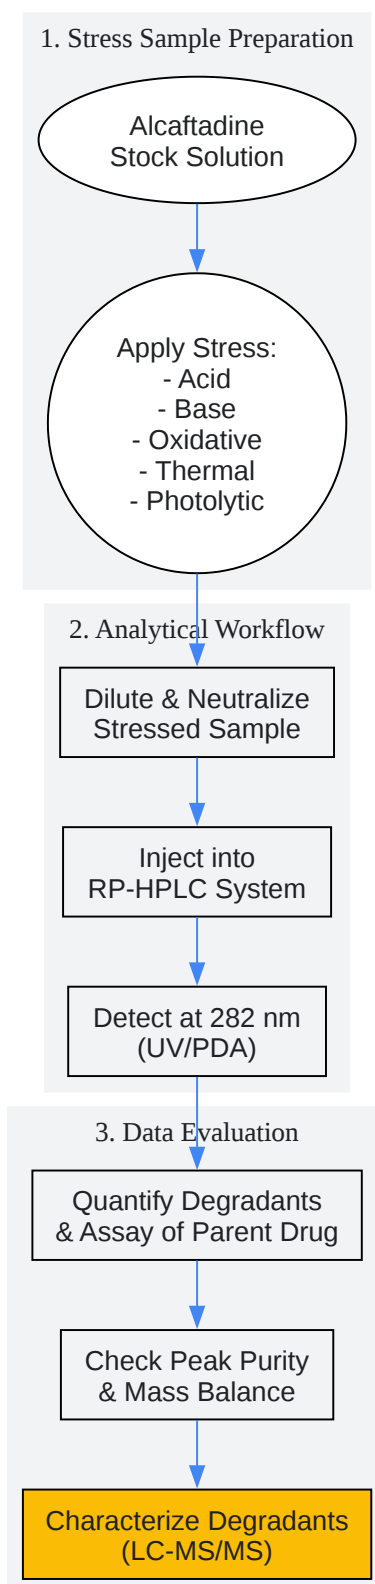 1. Stress Sample Preparation
Alcaftadine
Stock Solution
Apply Stress:
- Acid
- Base
- Oxidative
- Thermal
- Photolytic
2. Analytical Workflow
Dilute & Neutralize
Stressed Sample
Inject into
RP-HPLC System
Detect at 282 nm
(UV/PDA)
3. Data Evaluation
Quantify Degradants
& Assay of Parent Drug
Check Peak Purity
& Mass Balance
Characterize Degradants
(LC-MS/MS)